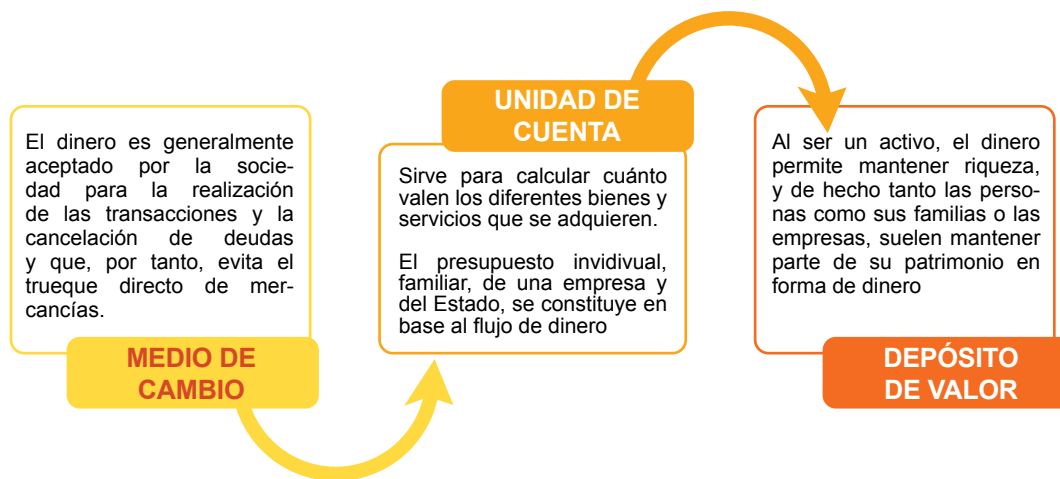 El dinero es generalmente
aceptado por la socie-
dad para la realización
de las transacciones y la
cancelación de deudas
y que, por tanto, evita el
trueque directo de mer-
cancías.
MEDIO DE
CAMBIO
UNIDAD DE
CUENTA
Sirve para calcular cuánto
valen los diferentes bienes y
servicios que se adquieren.
El presupuesto invidivual,
familiar, de una empresa y
del Estado, se constituye en
base al flujo de dinero
Al ser un activo, el dinero
permite mantener riqueza,
y de hecho tanto las perso-
nas como sus familias o las
empresas, suelen mantener
parte de su patrimonio en
forma de dinero
DEPÓSITO
DE VALOR